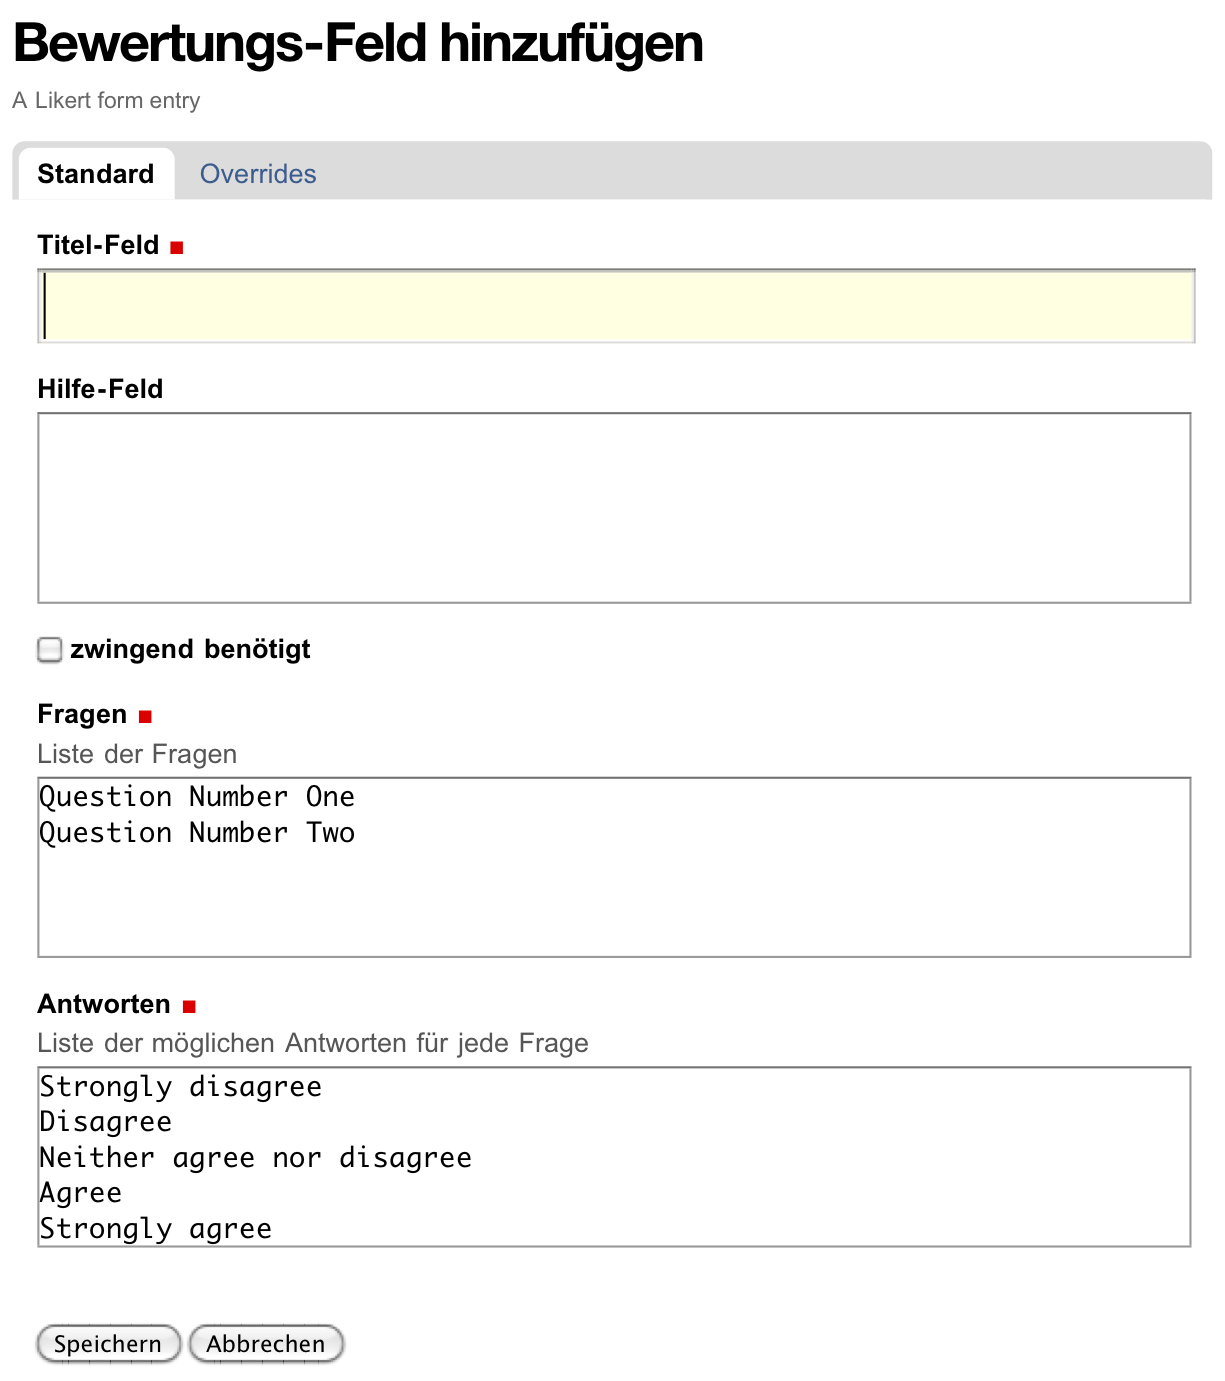 Bewertungs-Feld hinzufügen
A Likert form entry
Standard Overrides
Titel-Feld
Hilfe-Feld
zwingend benötigt
Fragen
Liste der Fragen
Question Number One
Question Number Two
Antworten
Liste der möglichen Antworten für jede Frage
Strongly disagree
Disagree
Neither agree nor disagree
Agree
Strongly agree
Speichern Abbrechen